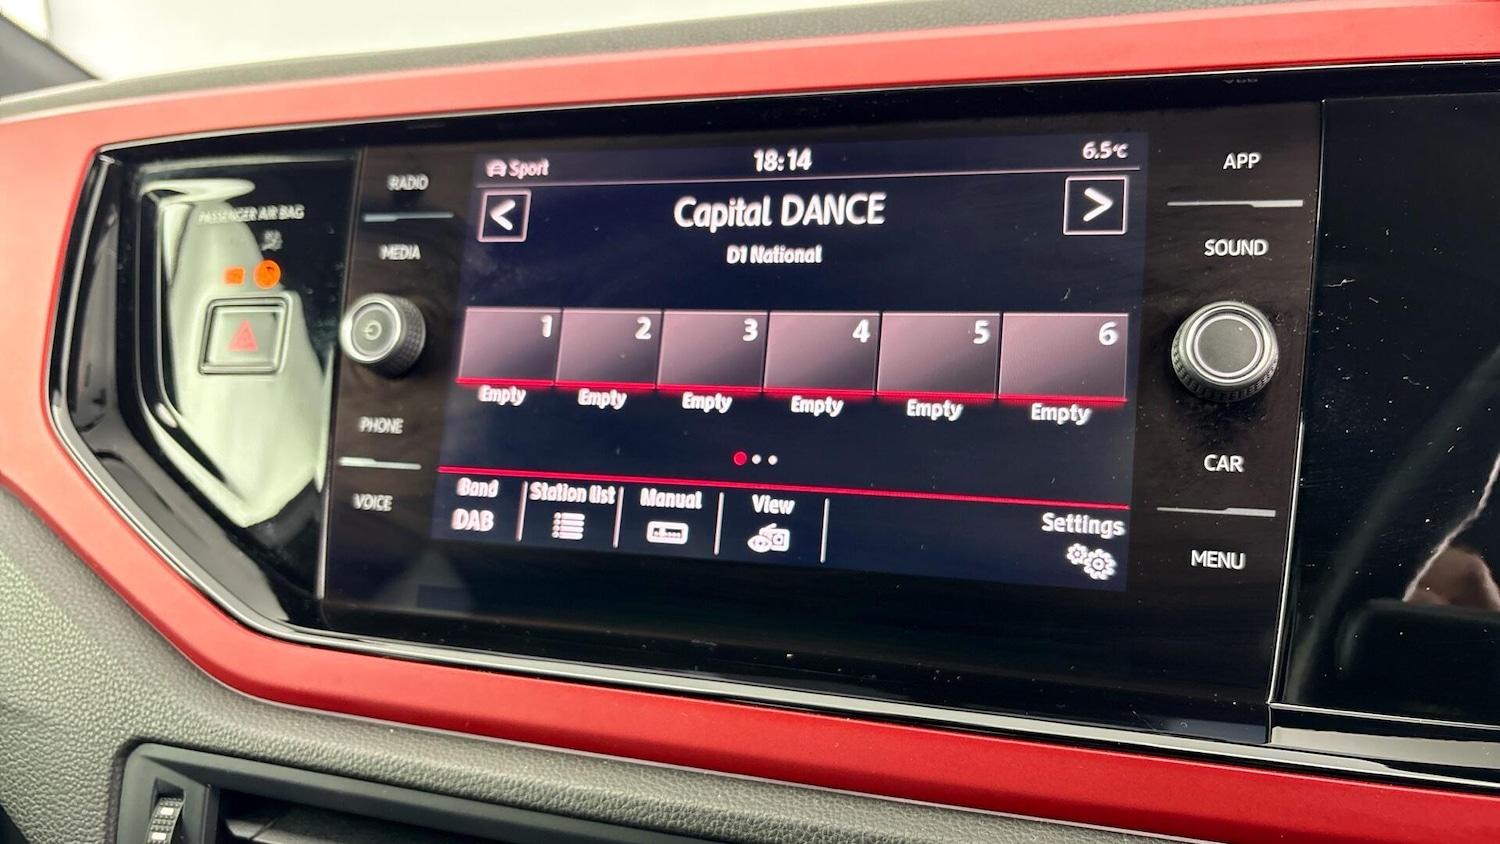 PASSENGER AIR BAG
RADIO
MEDIA
PHONE
VOICE
Sport
18:14
6.5°C
<
Capital DANCE
>
D1 National
1 2 3 4 5 6
Empty Empty Empty Empty Empty Empty
Band Station list Manual View Settings
DAB
APP
SOUND
CAR
MENU